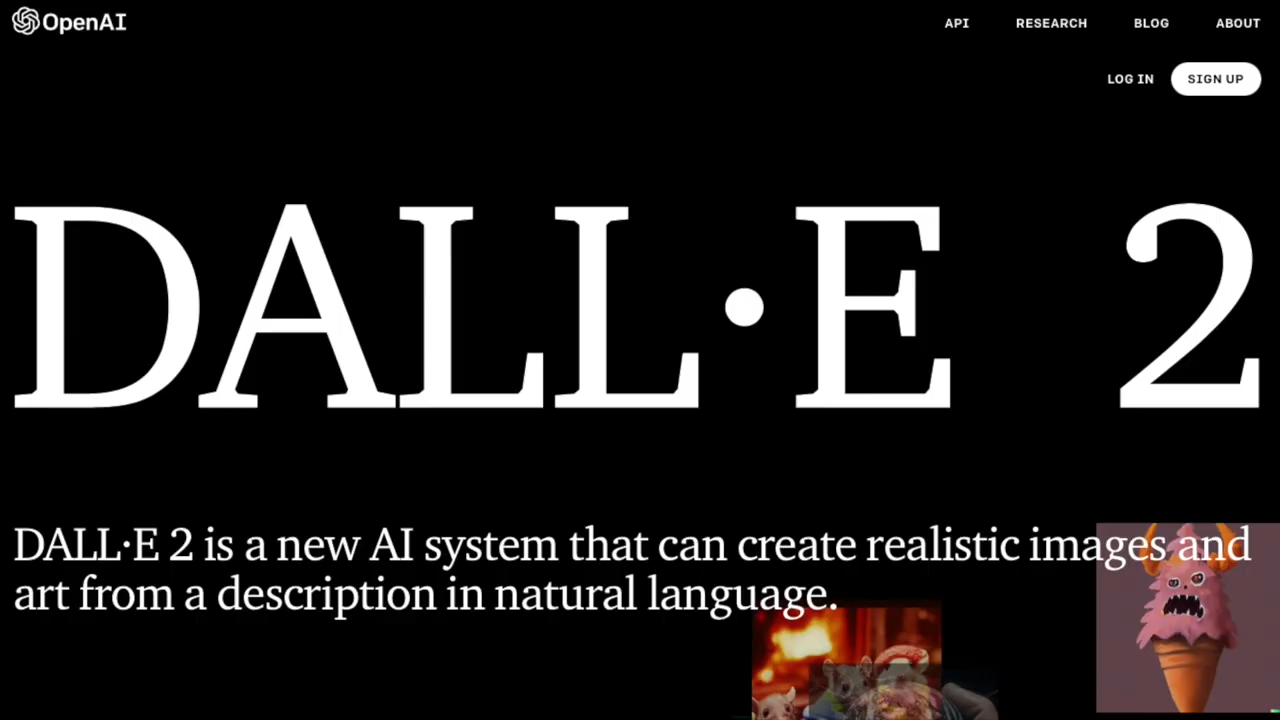 OpenAI
API RESEARCH BLOG ABOUT
LOG IN SIGN UP
DALL·E 2
DALL·E 2 is a new AI system that can create realistic images and
art from a description in natural language.